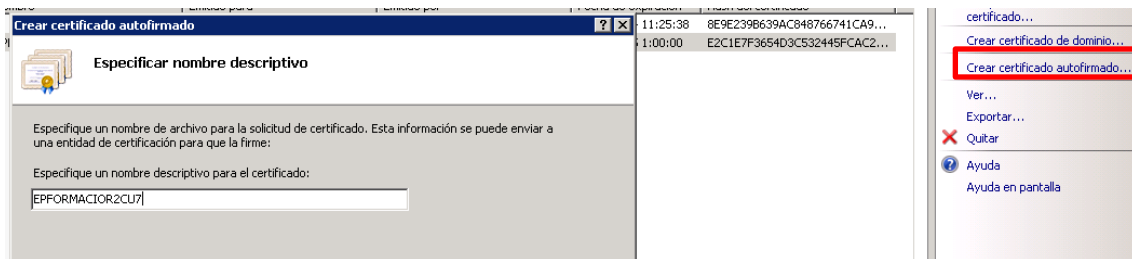 Crear certificado autofirmado
Especificar nombre descriptivo
Especifique un nombre de archivo para la solicitud de certificado. Esta información se puede enviar a
una entidad de certificación para que la firme:
Especifique un nombre descriptivo para el certificado:
EPFORMACIOR2CU7
11:25:38 8E9E239B639AC848766741CA9...
1:00:00 E2C1E7F3654D3C532445FCAC2...
certificado...
Crear certificado de dominio...
Crear certificado autofirmado...
Ver...
Exportar...
Quitar
Ayuda
Ayuda en pantalla